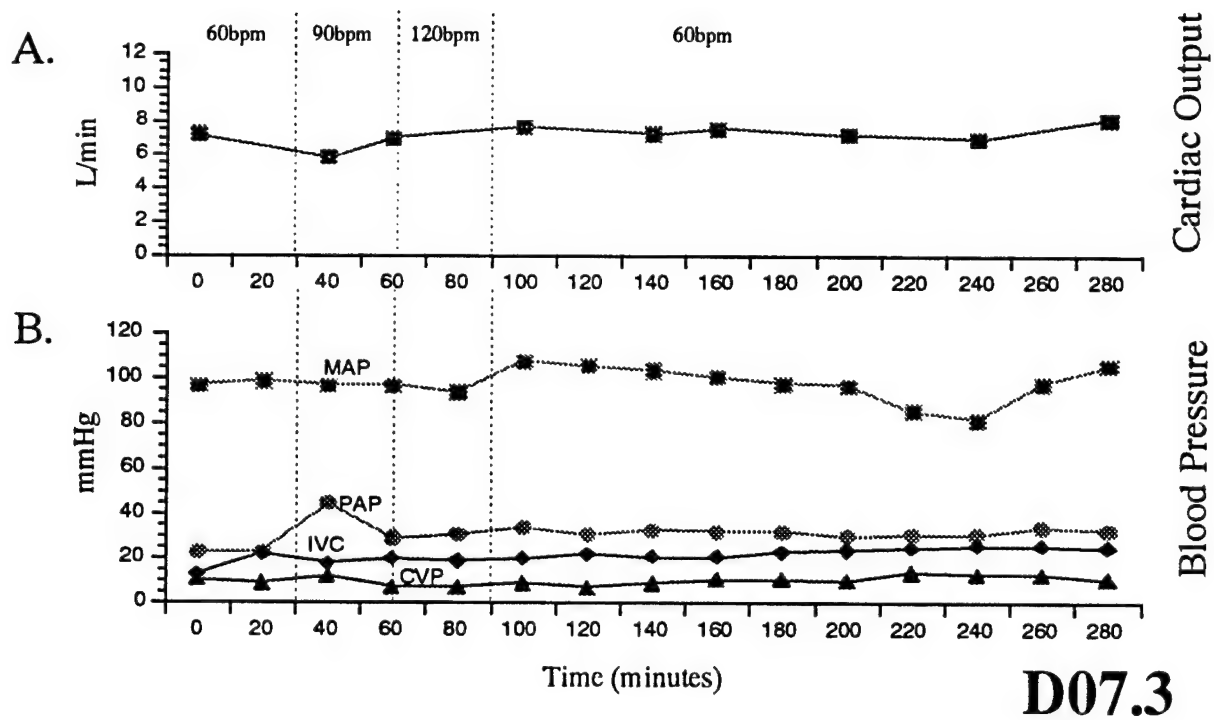 60bpm 90bpm 120bpm 60bpm
A.
12
10
8
6
4
2
0
L/min
Cardiac Output
0 20 40 60 80 100 120 140 160 180 200 220 240 260 280
B.
120
100
80
60
40
20
0
mmHg
MAP
PAP
IVC
CVP
Blood Pressure
0 20 40 60 80 100 120 140 160 180 200 220 240 260 280
Time (minutes)
D07.3